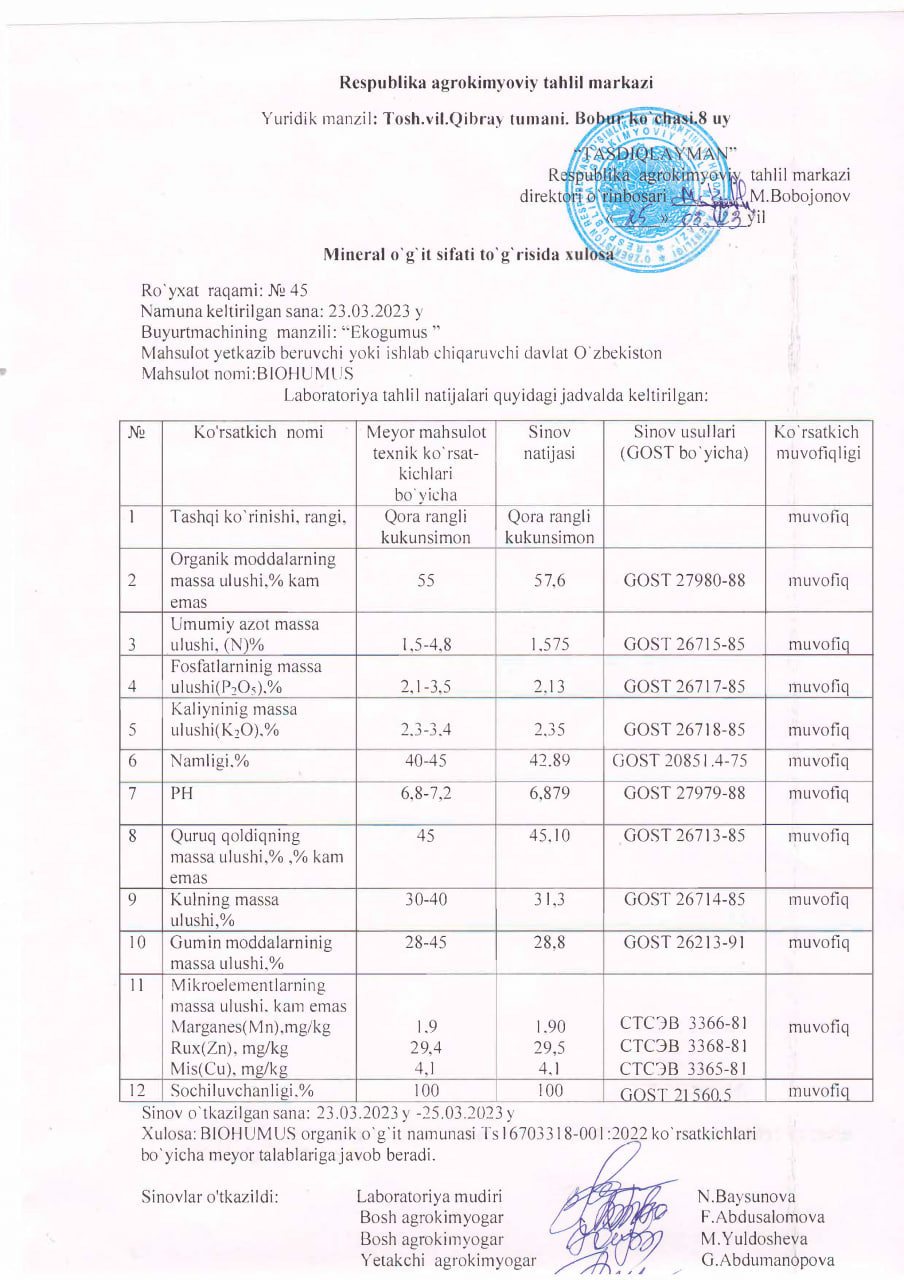 Respublika agrokimyoviy tahlil markazi
Yuridik manzil: Tosh.vil.Qibray tumani. Bobur ko`chasi.8 uy
“TASDIQLAYMAN”
Respublika agrokimyoviy tahlil markazi
direktori o`rinbosari M.Bobojonov
« 25 » 03.23 yil
Mineral o`g`it sifati to`g`risida xulosa
Ro`yxat raqami: № 45
Namuna keltirilgan sana: 23.03.2023 y
Buyurtmachining manzili: “Ekogumus ”
Mahsulot yetkazib beruvchi yoki ishlab chiqaruvchi davlat O`zbekiston
Mahsulot nomi:BIOHUMUS
Laboratoriya tahlil natijalari quyidagi jadvalda keltirilgan:
№ Ko'rsatkich nomi Meyor mahsulot Sinov Sinov usullari Ko`rsatkich
texnik ko`rsat- natijasi (GOST bo`yicha) muvofiqligi
kichlari
bo`yicha
1 Tashqi ko`rinishi, rangi, Qora rangli Qora rangli muvofiq
kukunsimon kukunsimon
Organik moddalarning
2 massa ulushi,% kam 55 57,6 GOST 27980-88 muvofiq
emas
Umumiy azot massa
3 ulushi, (N)% 1,5-4,8 1,575 GOST 26715-85 muvofiq
Fosfatlarninig massa
4 ulushi(P₂O₅),% 2,1-3,5 2,13 GOST 26717-85 muvofiq
Kaliyninig massa
5 ulushi(K₂O),% 2,3-3,4 2,35 GOST 26718-85 muvofiq
6 Namligi,% 40-45 42,89 GOST 20851.4-75 muvofiq
7 PH 6,8-7,2 6,879 GOST 27979-88 muvofiq
8 Quruq qoldiqning 45 45,10 GOST 26713-85 muvofiq
massa ulushi,% ,% kam
emas
9 Kulning massa 30-40 31,3 GOST 26714-85 muvofiq
ulushi,%
10 Gumin moddalarninig 28-45 28,8 GOST 26213-91 muvofiq
massa ulushi,%
11 Mikroelementlarning
massa ulushi, kam emas
Marganes(Mn),mg/kg 1,9 1,90 СТСЭВ 3366-81 muvofiq
Rux(Zn), mg/kg 29,4 29,5 СТСЭВ 3368-81
Mis(Cu), mg/kg 4,1 4,1 СТСЭВ 3365-81
12 Sochiluvchanligi,% 100 100 GOST 21560.5 muvofiq
Sinov o`tkazilgan sana: 23.03.2023 y -25.03.2023 y
Xulosa: BIOHUMUS organik o`g`it namunasi Ts16703318-001:2022 ko`rsatkichlari
bo`yicha meyor talablariga javob beradi.
Sinovlar o'tkazildi: Laboratoriya mudiri N.Baysunova
Bosh agrokimyogar F.Abdusalomova
Bosh agrokimyogar M.Yuldosheva
Yetakchi agrokimyogar G.Abdumanopova